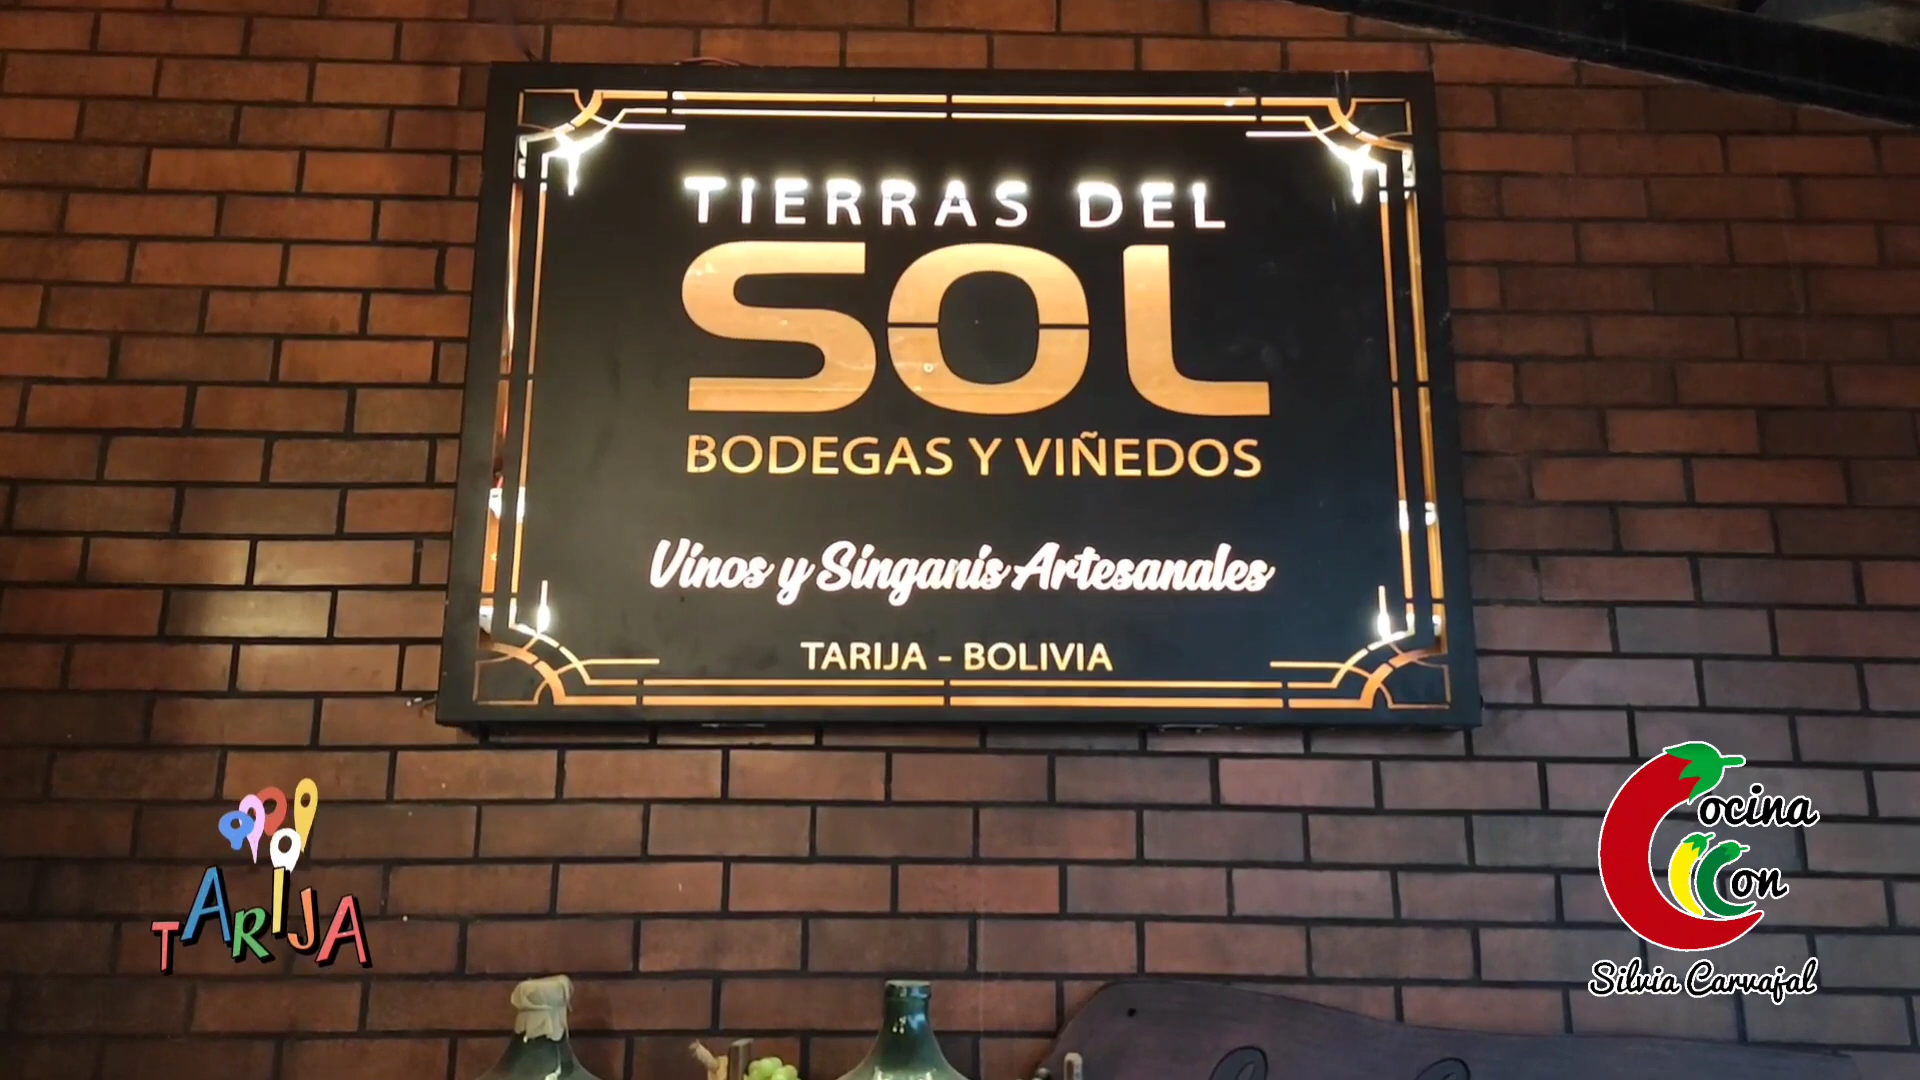 TIERRAS DEL
SOL
BODEGAS Y VIÑEDOS
Vinos y Singanis Artesanales
TARIJA - BOLIVIA
TARIJA
Cocina
Con
Silvia Carvajal